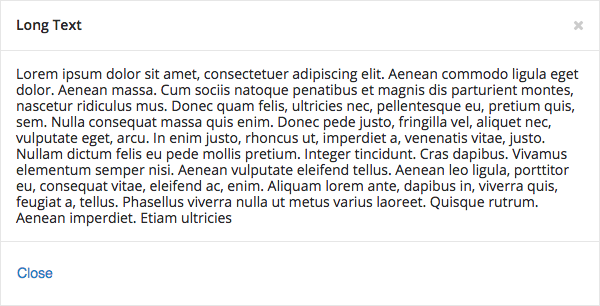 Long Text
×
Lorem ipsum dolor sit amet, consectetuer adipiscing elit. Aenean commodo ligula eget
dolor. Aenean massa. Cum sociis natoque penatibus et magnis dis parturient montes,
nascetur ridiculus mus. Donec quam felis, ultricies nec, pellentesque eu, pretium quis,
sem. Nulla consequat massa quis enim. Donec pede justo, fringilla vel, aliquet nec,
vulputate eget, arcu. In enim justo, rhoncus ut, imperdiet a, venenatis vitae, justo.
Nullam dictum felis eu pede mollis pretium. Integer tincidunt. Cras dapibus. Vivamus
elementum semper nisi. Aenean vulputate eleifend tellus. Aenean leo ligula, porttitor
eu, consequat vitae, eleifend ac, enim. Aliquam lorem ante, dapibus in, viverra quis,
feugiat a, tellus. Phasellus viverra nulla ut metus varius laoreet. Quisque rutrum.
Aenean imperdiet. Etiam ultricies
Close